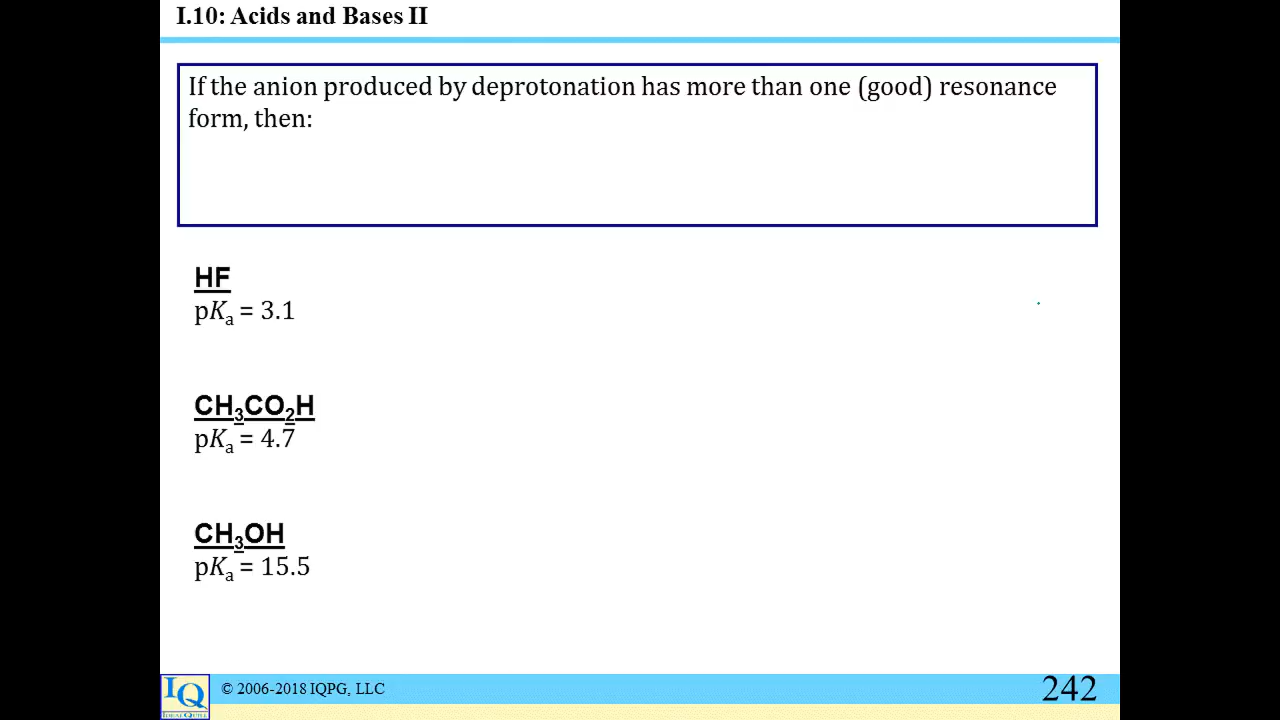 I.10: Acids and Bases II
If the anion produced by deprotonation has more than one (good) resonance
form, then:
HF
pKa = 3.1
CH3CO2H
pKa = 4.7
CH3OH
pKa = 15.5
IQ
© 2006-2018 IQPG, LLC
242